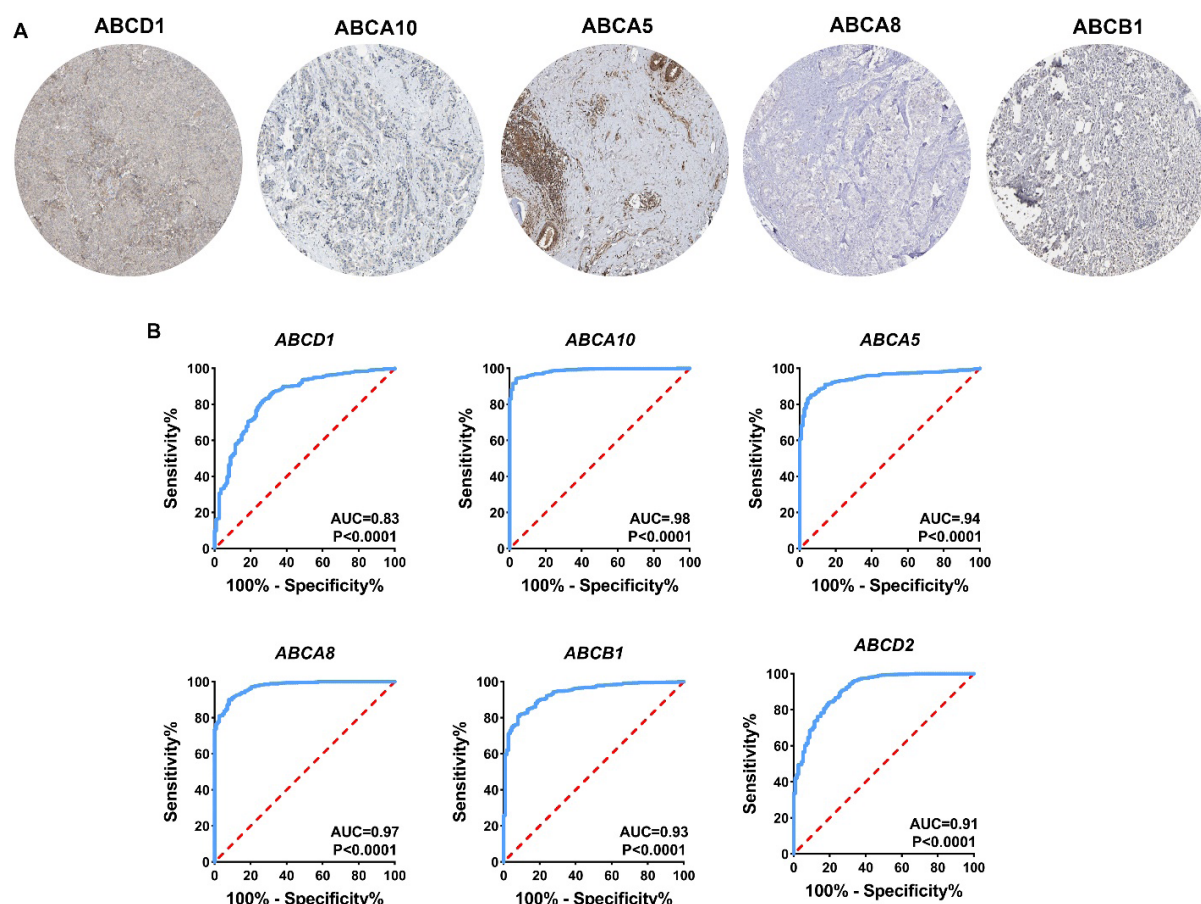 A
ABCD1
ABCA10
ABCA5
ABCA8
ABCB1
B
ABCD1
100
80
60
40
20
0
Sensitivity%
AUC=0.83
P<0.0001
0 20 40 60 80 100
100% - Specificity%
ABCA10
100
80
60
40
20
0
Sensitivity%
AUC=.98
P<0.0001
0 20 40 60 80 100
100% - Specificity%
ABCA5
100
80
60
40
20
0
Sensitivity%
AUC=.94
P<0.0001
0 20 40 60 80 100
100% - Specificity%
ABCA8
100
80
60
40
20
0
Sensitivity%
AUC=0.97
P<0.0001
0 20 40 60 80 100
100% - Specificity%
ABCB1
100
80
60
40
20
0
Sensitivity%
AUC=0.93
P<0.0001
0 20 40 60 80 100
100% - Specificity%
ABCD2
100
80
60
40
20
0
Sensitivity%
AUC=0.91
P<0.0001
0 20 40 60 80 100
100% - Specificity%